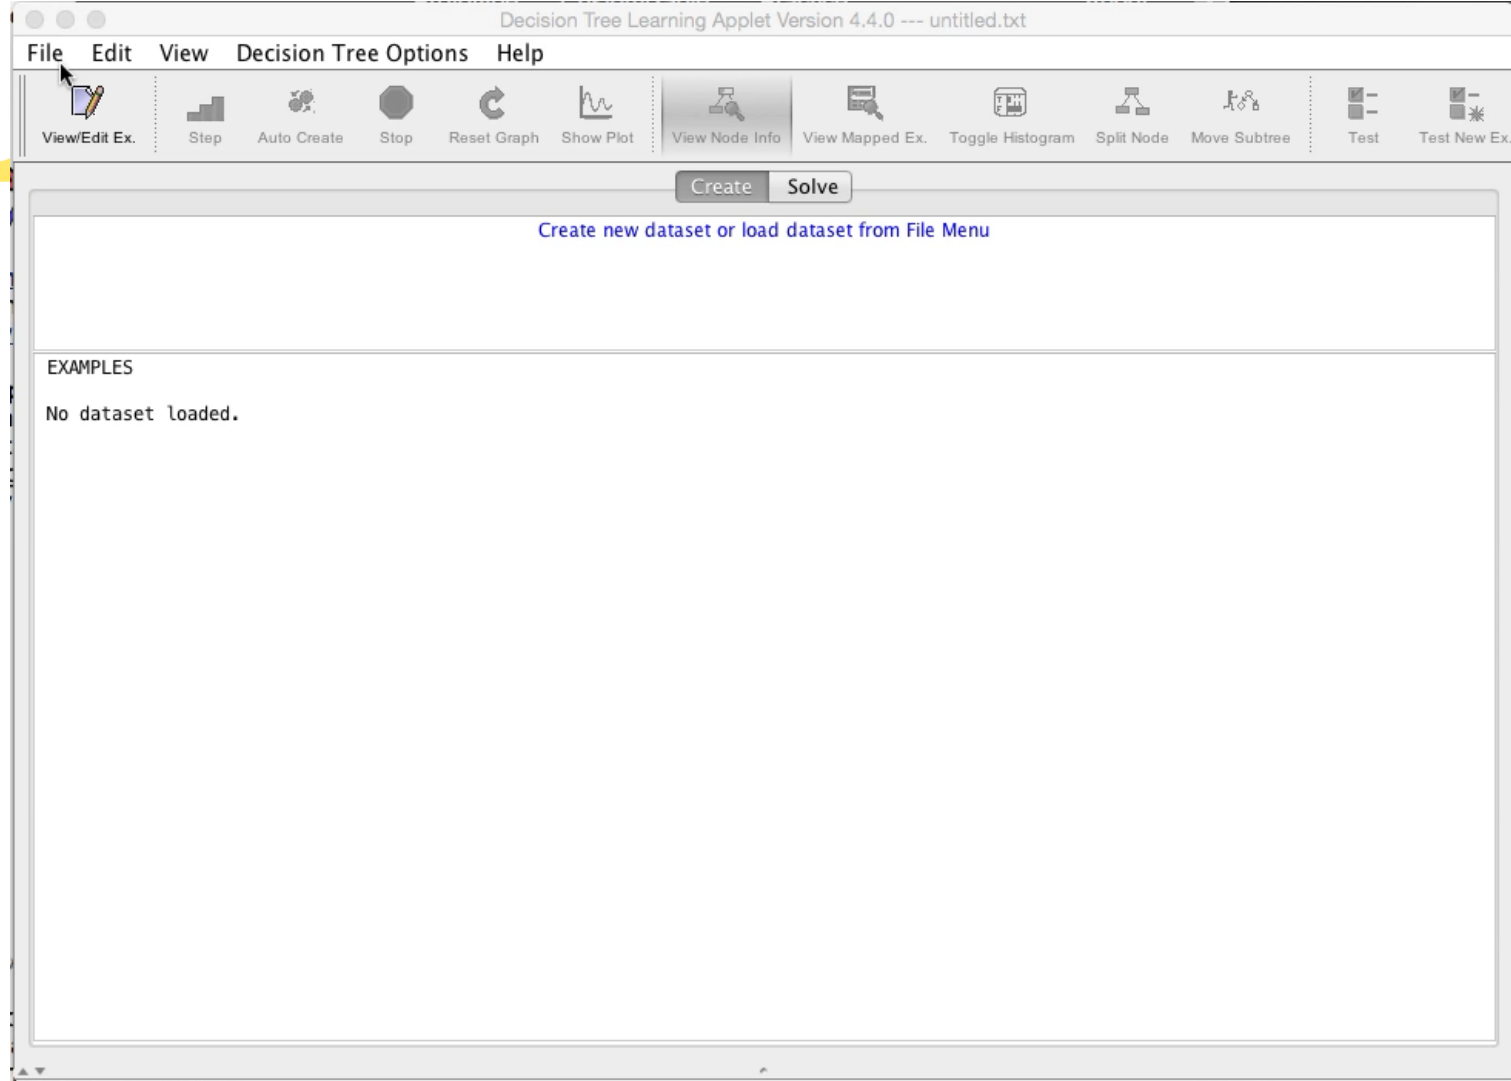 Decision Tree Learning Applet Version 4.4.0 --- untitled.txt
File Edit View Decision Tree Options Help
View/Edit Ex. Step Auto Create Stop Reset Graph Show Plot View Node Info View Mapped Ex. Toggle Histogram Split Node Move Subtree Test Test New Ex.
Create Solve
Create new dataset or load dataset from File Menu
EXAMPLES
No dataset loaded.